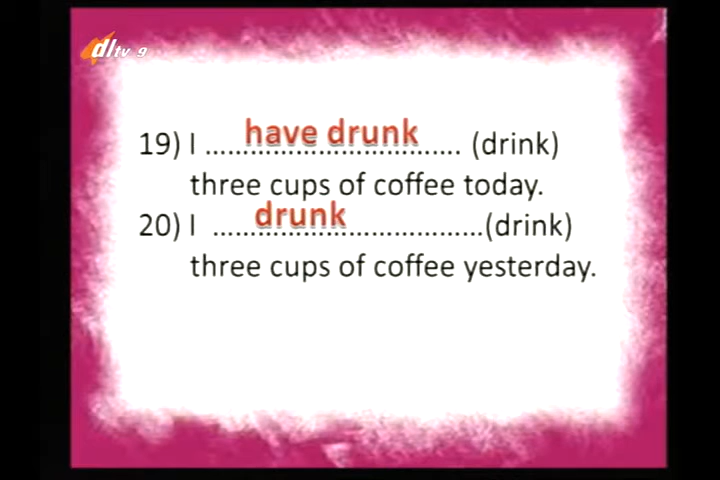 dltv 9
19) I have drunk (drink)
three cups of coffee today.
20) I drunk (drink)
three cups of coffee yesterday.